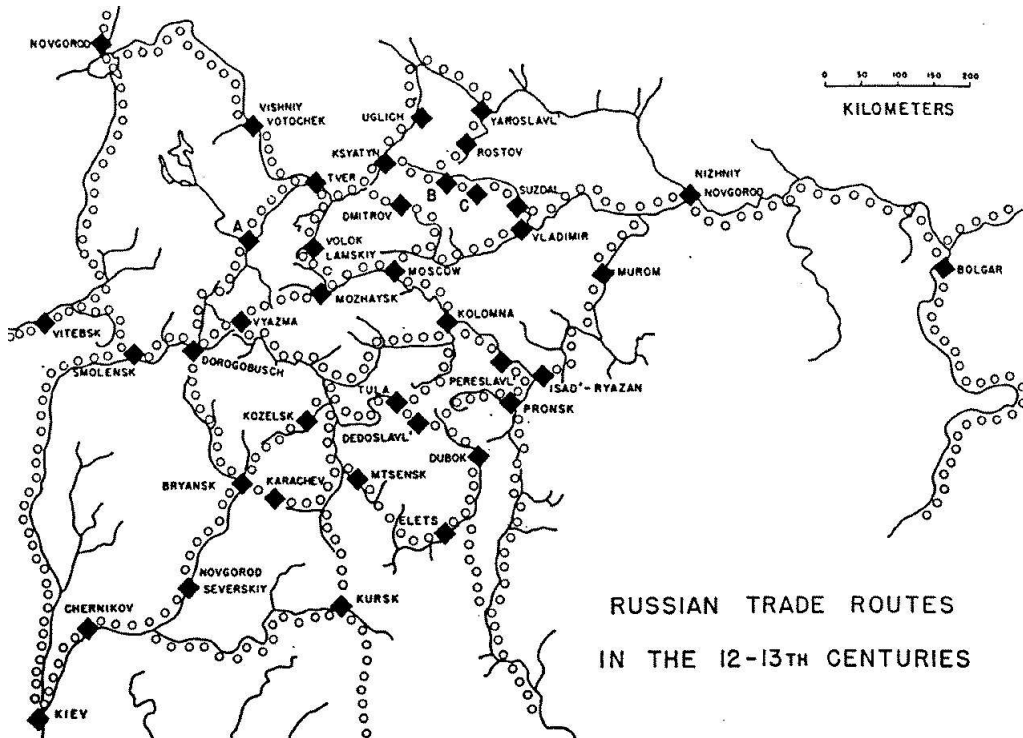 NOVGOROD
0 50 100 150 200
KILOMETERS
VISHNIY
VOTOCHEK
UGLICH
YAROSLAVL
KSYATYN
ROSTOV
TVER
NIZHNIY
NOVGOROD
B
C
SUZDAL
DMITROV
A
VLADIMIR
VOLOK
LAMSKIY
MOSCOW
MUROM
BOLGAR
MOZHAYSK
VITEBSK
VYAZMA
KOLOMNA
SMOLENSK
DOROGOBUSCH
PERESLAVL'
ISAD'-RYAZAN
TULA
PRONSK
KOZELSK
DEDOSLAVL'
DUBOK
BRYANSK
KARACHEV
MTSENSK
ELETS
NOVGOROD
SEVERSKIY
CHERNIKOV
KURSK
KIEV
RUSSIAN TRADE ROUTES
IN THE 12-13TH CENTURIES